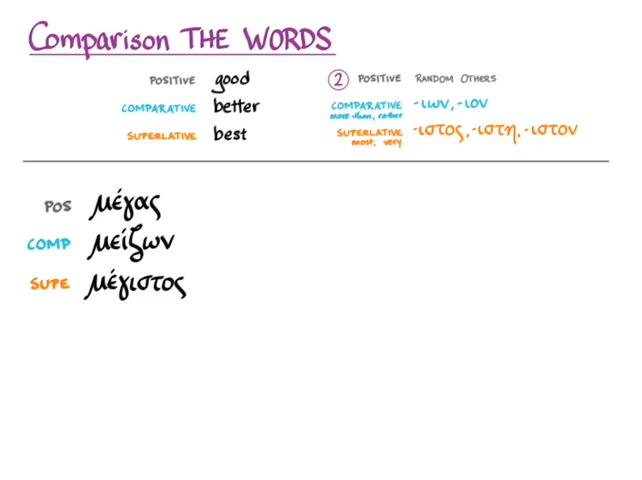 Comparison THE WORDS
POSITIVE good
COMPARATIVE better
SUPERLATIVE best
2 POSITIVE RANDOM OTHERS
COMPARATIVE -ιων, -ιον
more-than, rather
SUPERLATIVE -ιστος, -ιστη, -ιστον
most, very
POS μέγας
COMP μείζων
SUPE μέγιστος